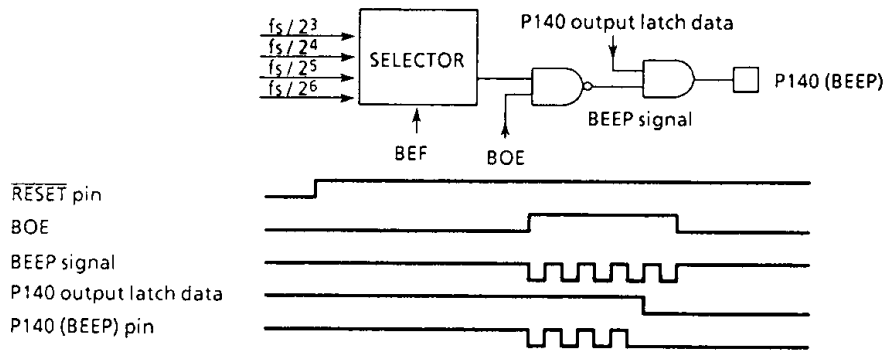 fs / 2³
fs / 2⁴
fs / 2⁵
fs / 2⁶
SELECTOR
BEF
BOE
P140 output latch data
BEEP signal
P140 (BEEP)
RESET pin
BOE
BEEP signal
P140 output latch data
P140 (BEEP) pin